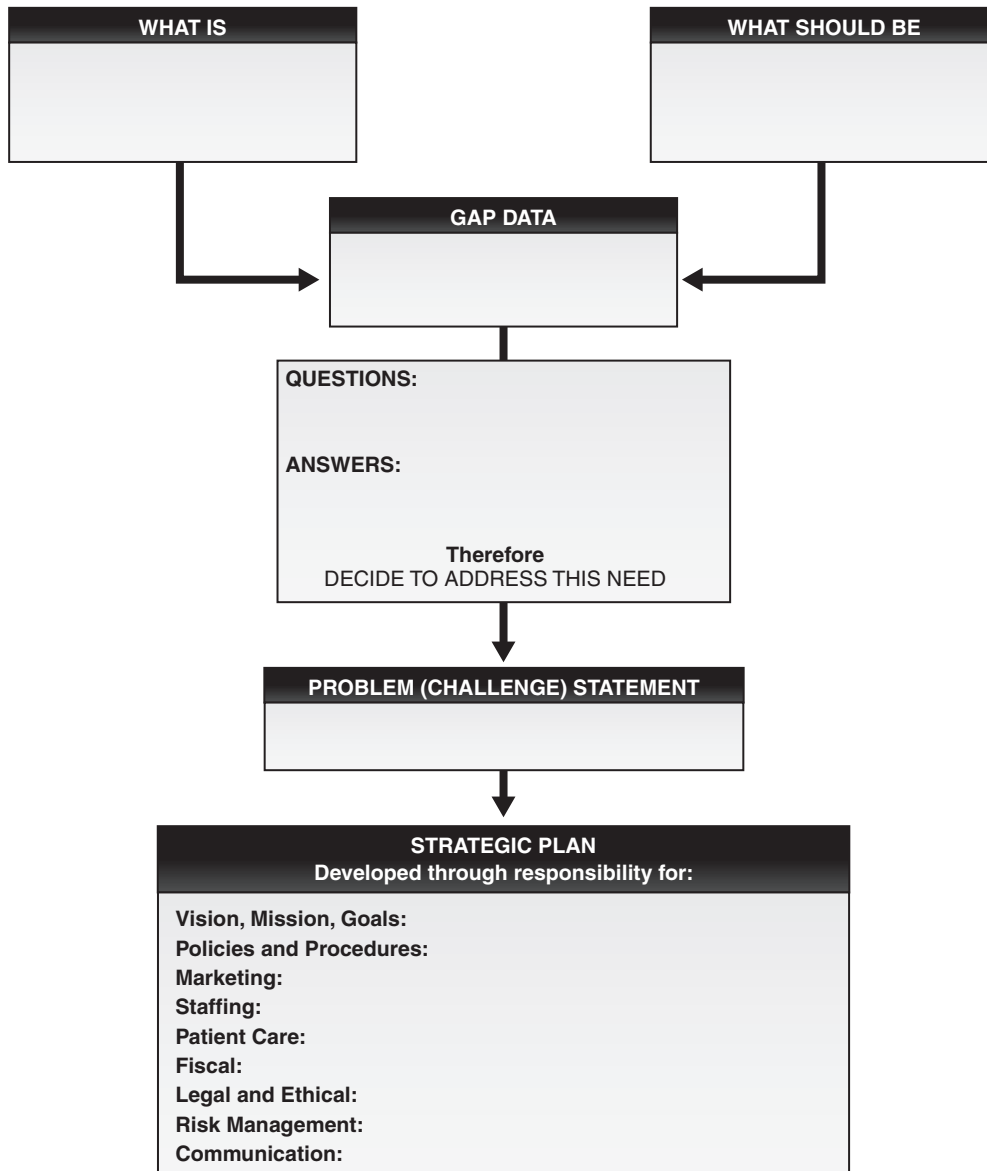 WHAT IS
WHAT SHOULD BE
GAP DATA
QUESTIONS:
ANSWERS:
Therefore
DECIDE TO ADDRESS THIS NEED
PROBLEM (CHALLENGE) STATEMENT
STRATEGIC PLAN
Developed through responsibility for:
Vision, Mission, Goals:
Policies and Procedures:
Marketing:
Staffing:
Patient Care:
Fiscal:
Legal and Ethical:
Risk Management:
Communication: